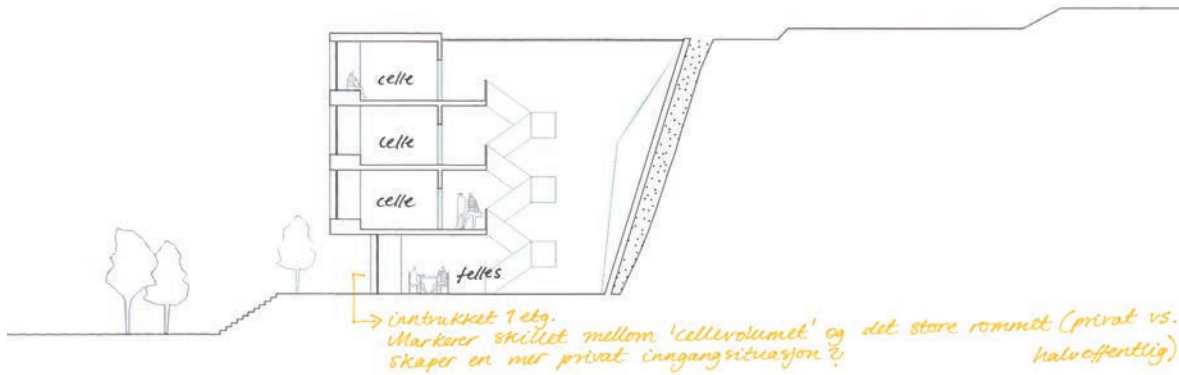 celle
celle
celle
felles
inntrukket 1 etg.
Markerer skillet mellom 'cellevolumet' og det store rommet (privat vs.
skaper en mer privat inngangsituasjon? halvoffentlig)